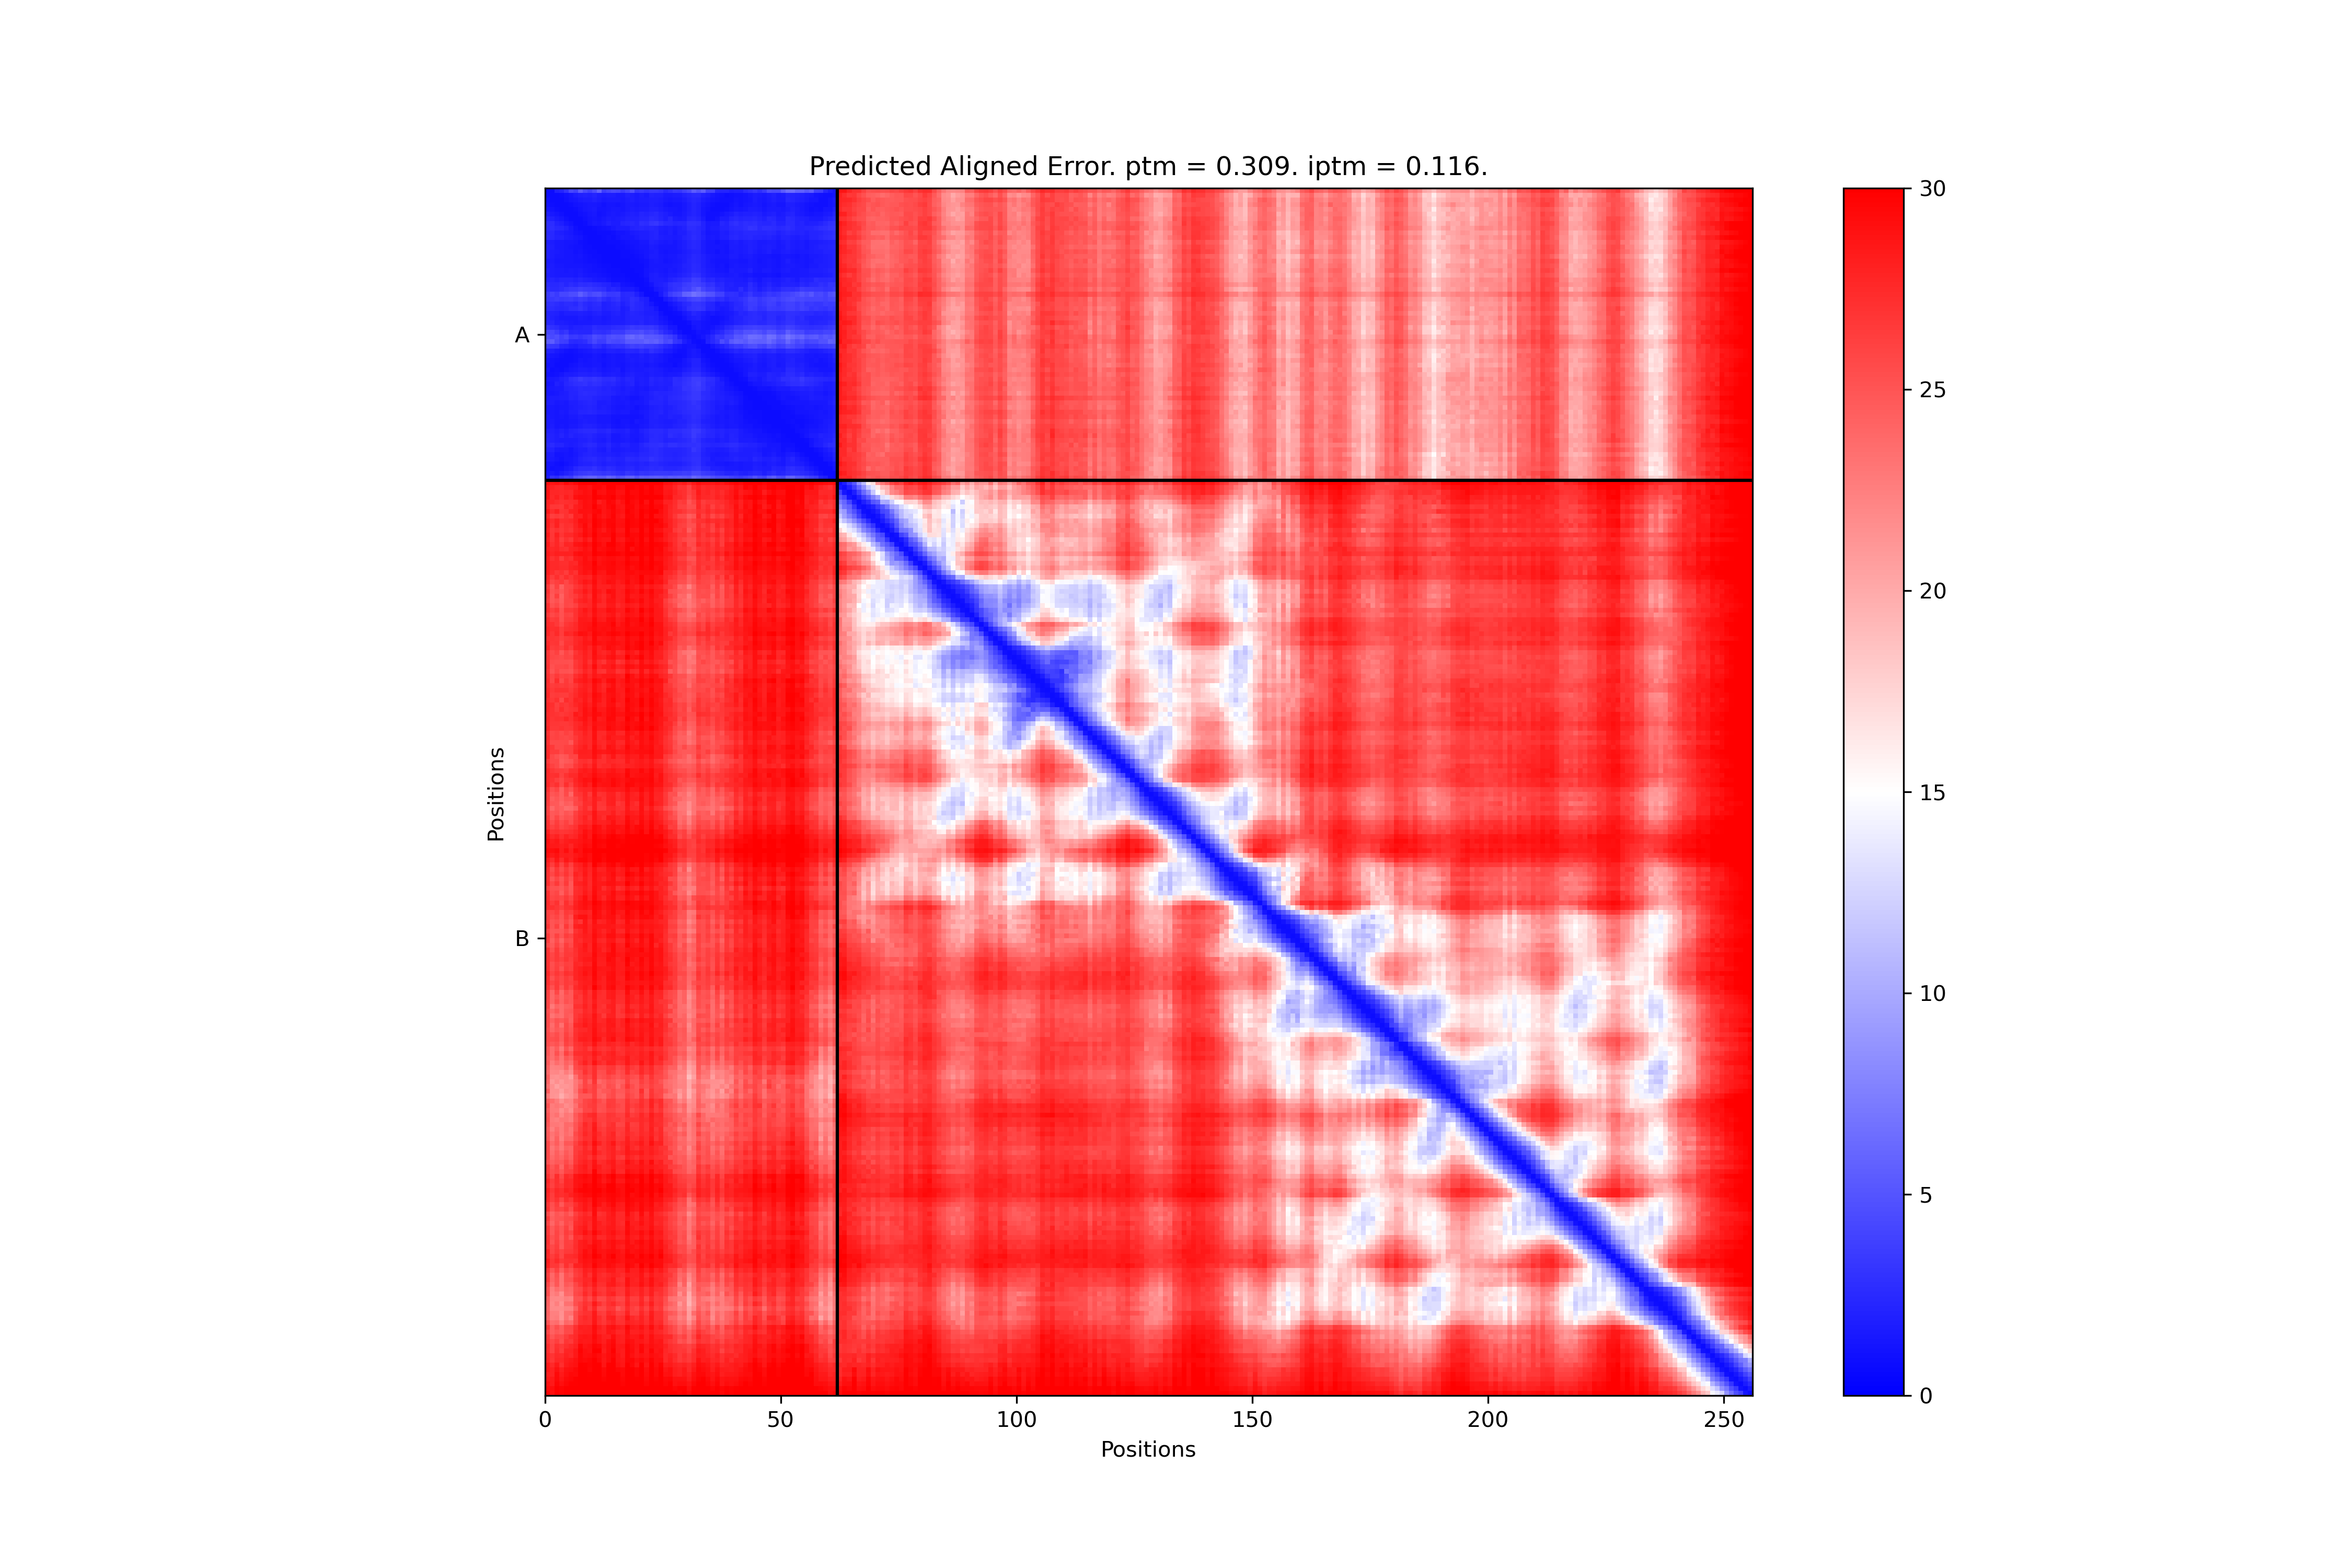 Predicted Aligned Error. ptm = 0.309. iptm = 0.116.
A
B
Positions
0
50
100
150
200
250
Positions
30
25
20
15
10
5
0